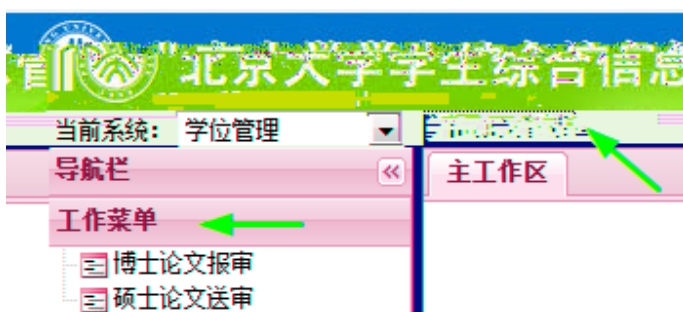 北京大学学生综合信息
当前系统： 学位管理
导航栏
主工作区
工作菜单
博士论文报审
硕士论文送审